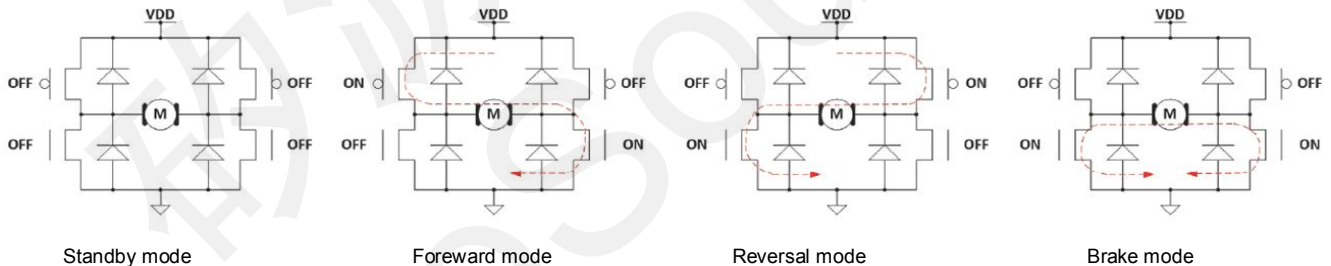 VDD VDD VDD VDD
OFF OFF ON OFF OFF ON OFF OFF
M M M M
OFF OFF OFF ON ON OFF ON ON
Standby mode Foreward mode Reversal mode Brake mode